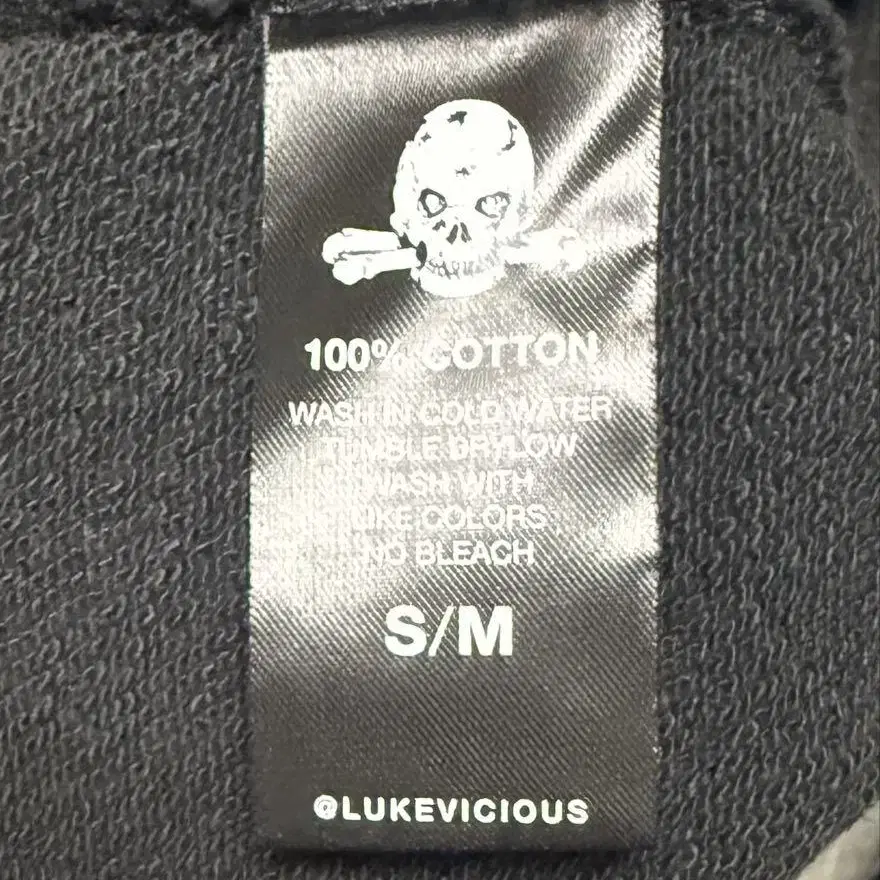 100% COTTON
WASH IN COLD WATER
TUMBLE DRY LOW
WASH WITH
LIKE COLORS
NO BLEACH
S/M
@LUKEVICIOUS